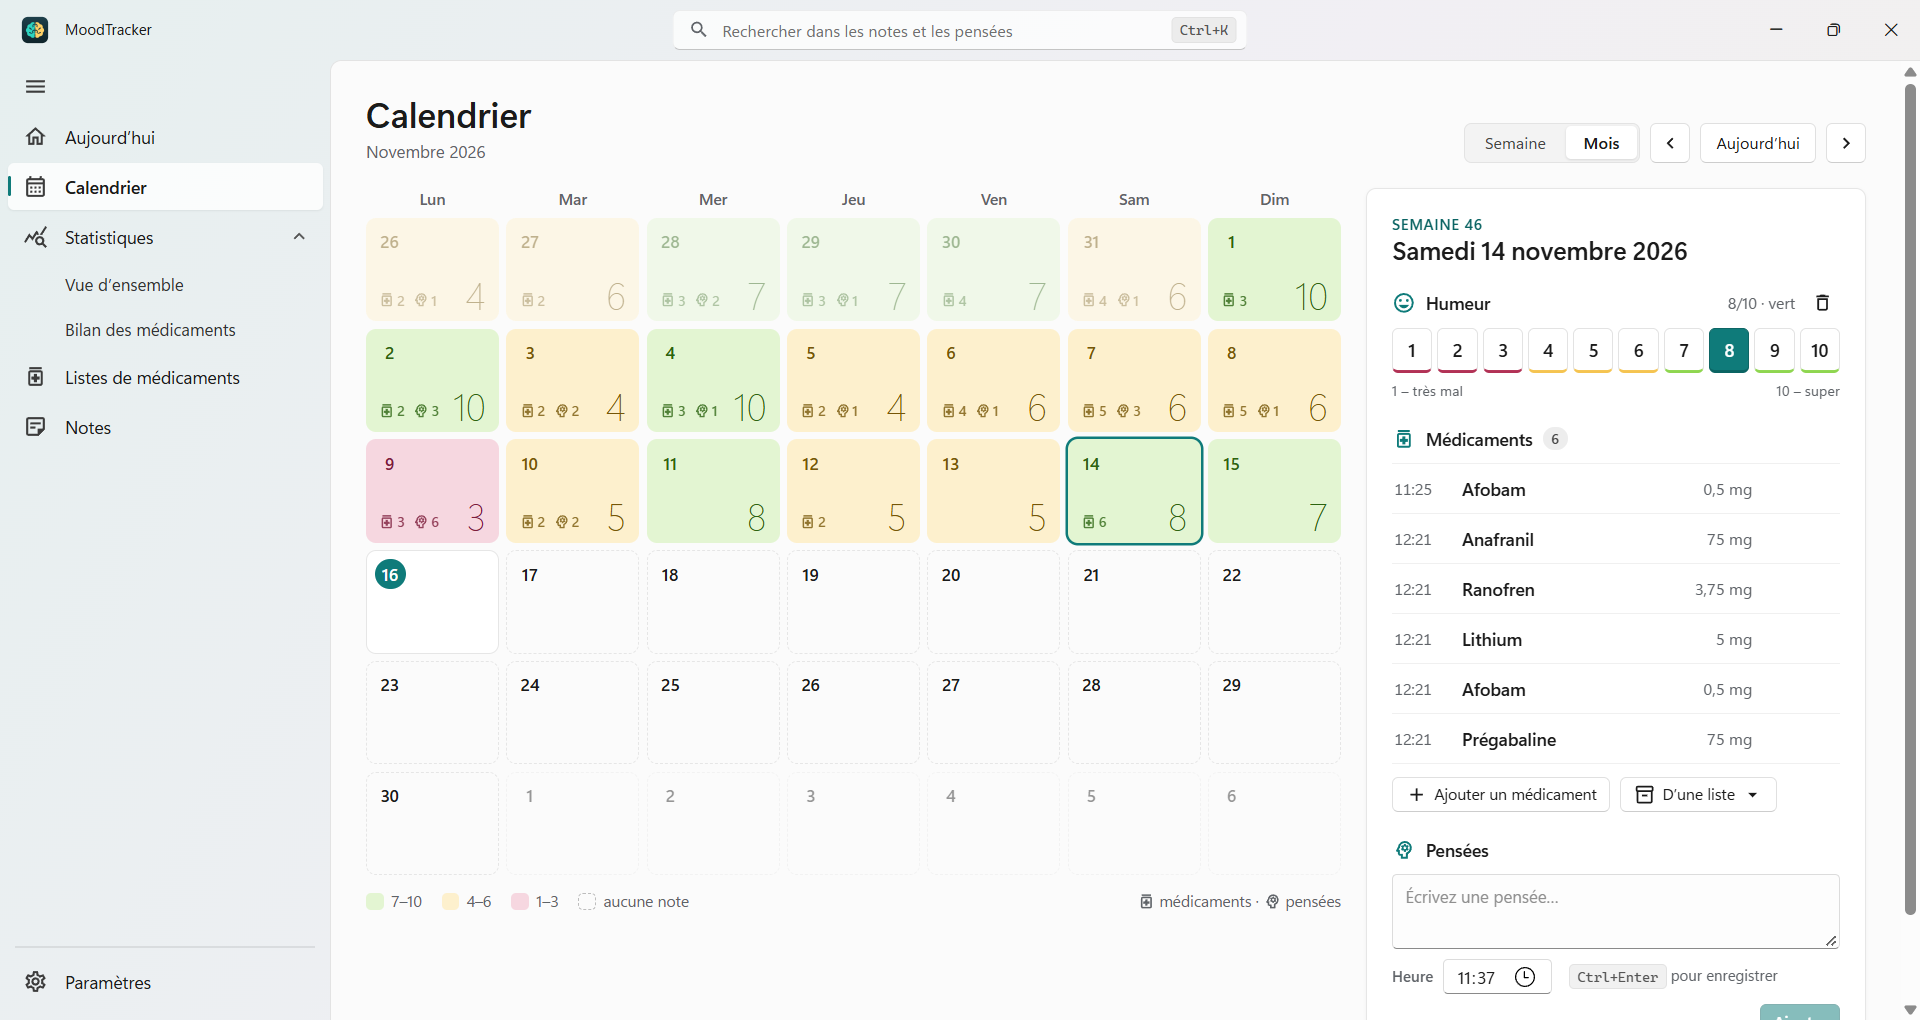 MoodTracker
Rechercher dans les notes et les pensées
Ctrl+K
Aujourd’hui
Calendrier
Statistiques
Vue d’ensemble
Bilan des médicaments
Listes de médicaments
Notes
Paramètres
Calendrier
Novembre 2026
Semaine
Mois
Aujourd’hui
Lun Mar Mer Jeu Ven Sam Dim
26 27 28 29 30 31 1
2 1 4 2 6 3 2 7 3 1 7 4 7 4 1 6 3 10
2 3 4 5 6 7 8
2 3 10 2 2 4 3 1 10 2 1 4 4 1 6 5 3 6 5 1 6
9 10 11 12 13 14 15
3 6 3 2 2 5 8 2 5 5 6 8 7
16 17 18 19 20 21 22
23 24 25 26 27 28 29
30 1 2 3 4 5 6
7–10 4–6 1–3 aucune note
médicaments · pensées
SEMAINE 46
Samedi 14 novembre 2026
Humeur 8/10 · vert
1 2 3 4 5 6 7 8 9 10
1 – très mal 10 – super
Médicaments 6
11:25 Afobam 0,5 mg
12:21 Anafranil 75 mg
12:21 Ranofren 3,75 mg
12:21 Lithium 5 mg
12:21 Afobam 0,5 mg
12:21 Prégabaline 75 mg
Ajouter un médicament
D’une liste
Pensées
Écrivez une pensée…
Heure 11:37 Ctrl+Enter pour enregistrer